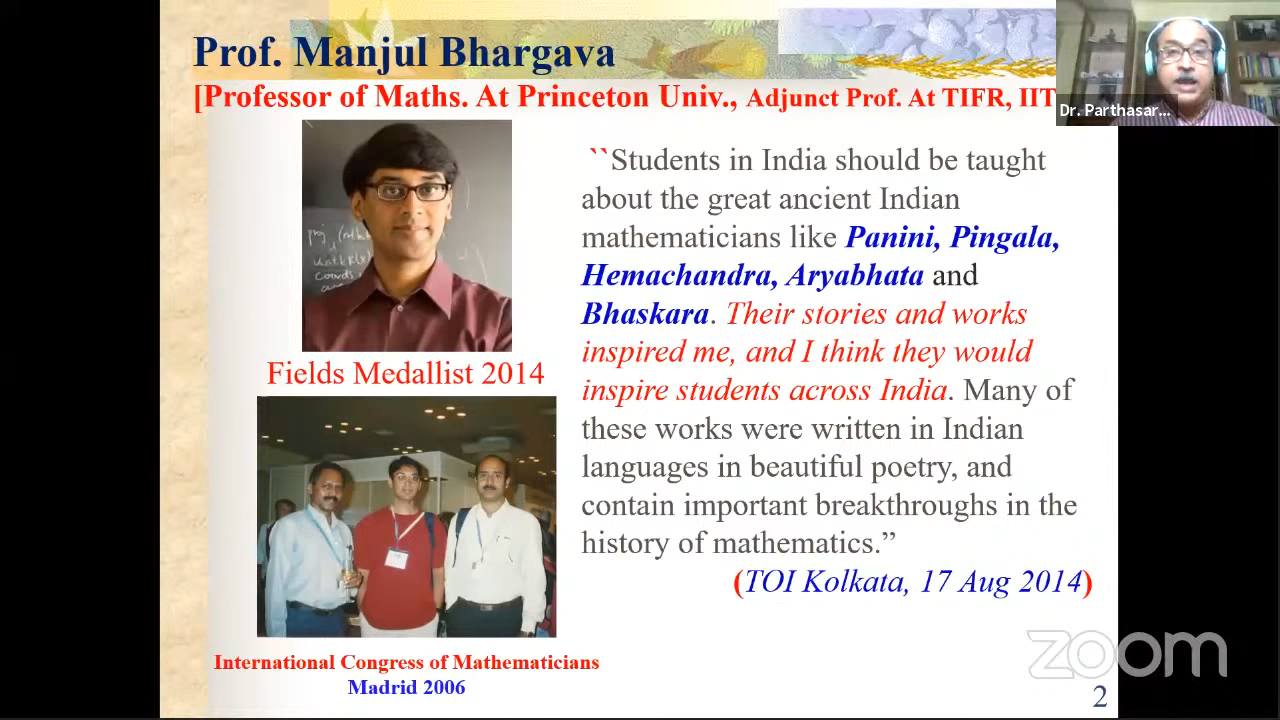 Prof. Manjul Bhargava
[Professor of Maths. At Princeton Univ., Adjunct Prof. At TIFR, IIT
Dr. Parthasar...
``Students in India should be taught
about the great ancient Indian
mathematicians like Panini, Pingala,
Hemachandra, Aryabhata and
Bhaskara. Their stories and works
inspired me, and I think they would
inspire students across India. Many of
these works were written in Indian
languages in beautiful poetry, and
contain important breakthroughs in the
history of mathematics.”
(TOI Kolkata, 17 Aug 2014)
Fields Medallist 2014
International Congress of Mathematicians
Madrid 2006
zoom
2